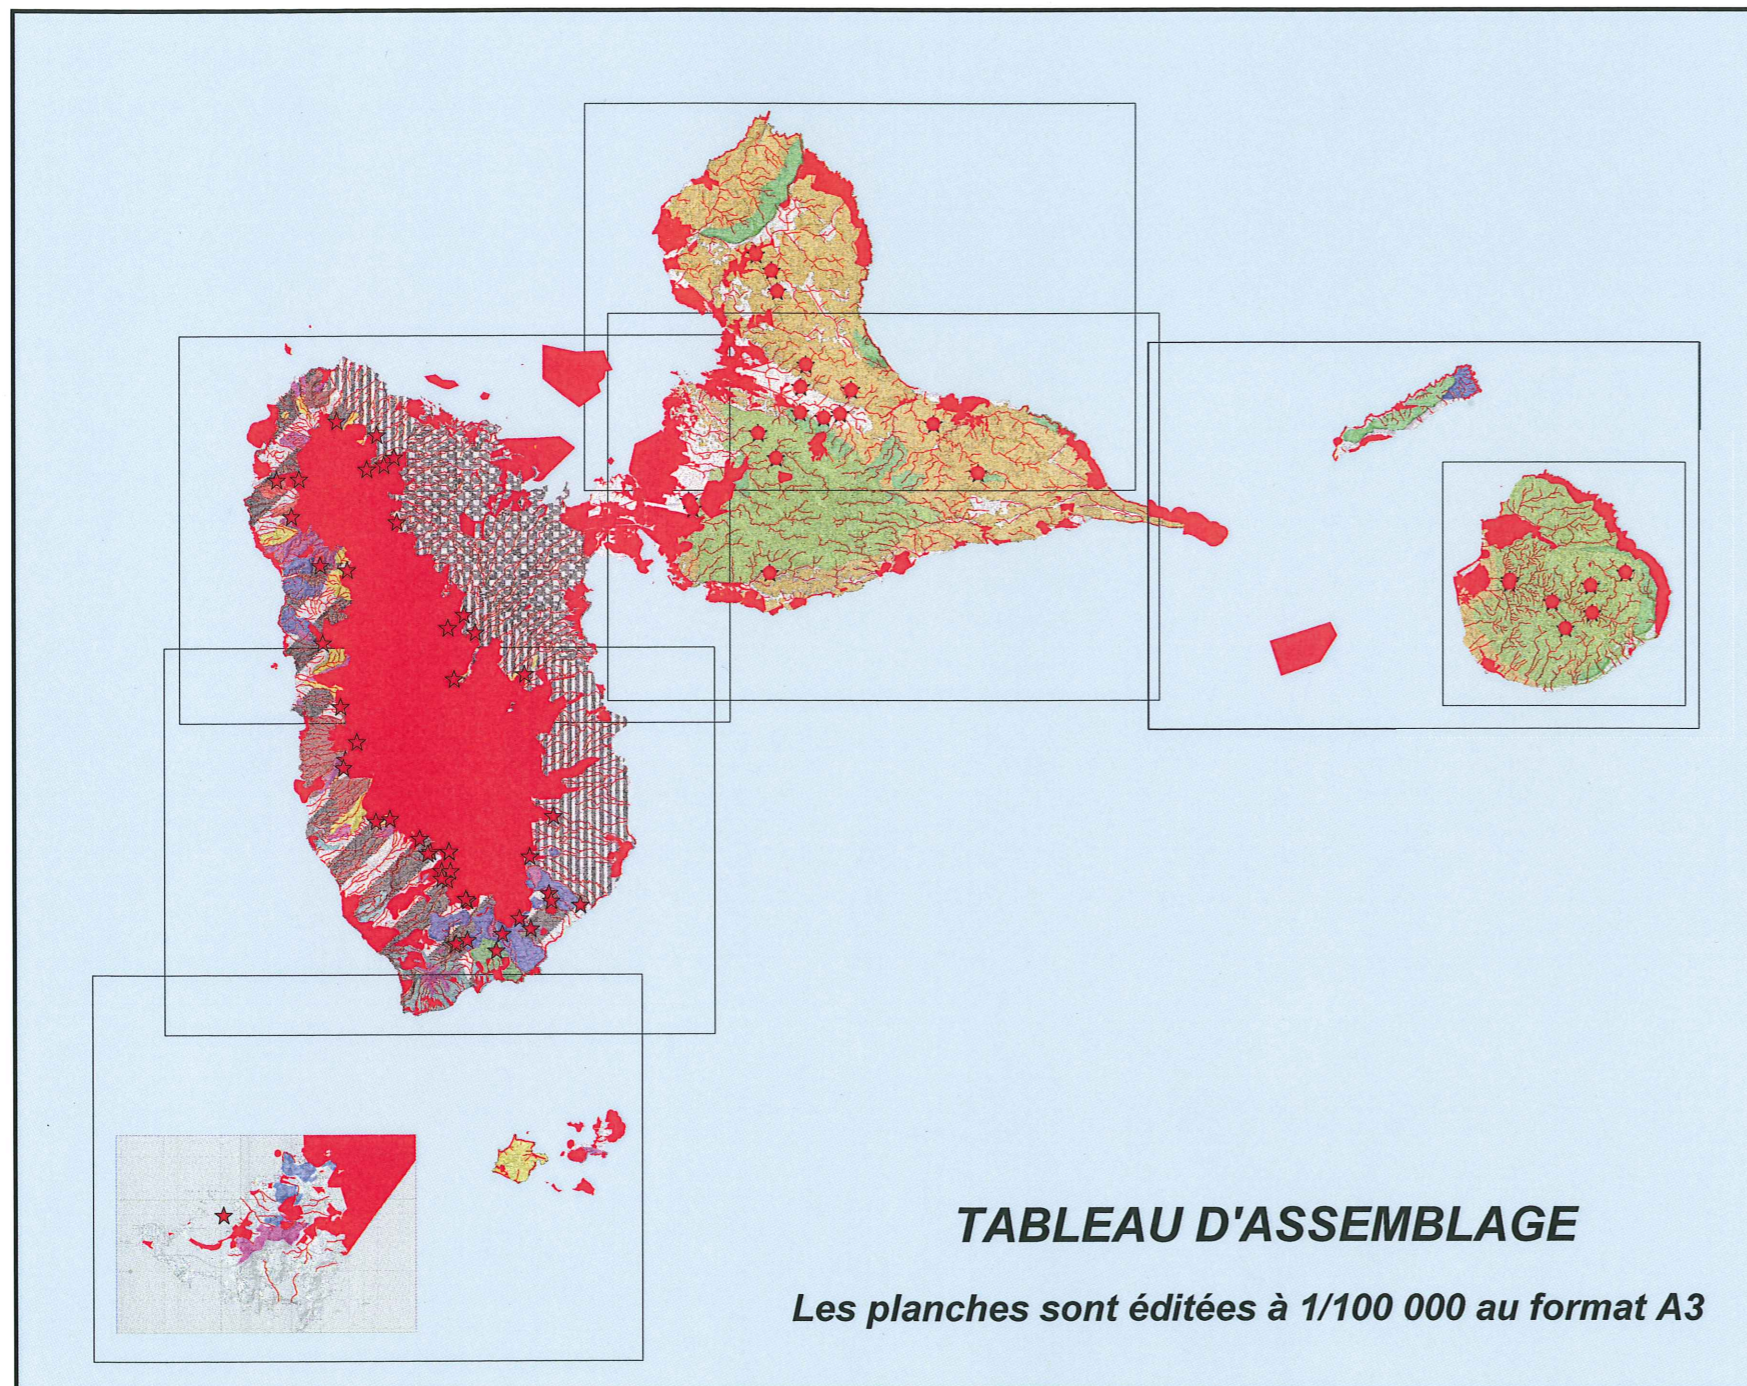 TABLEAU D'ASSEMBLAGE
Les planches sont éditées à 1/100 000 au format A3